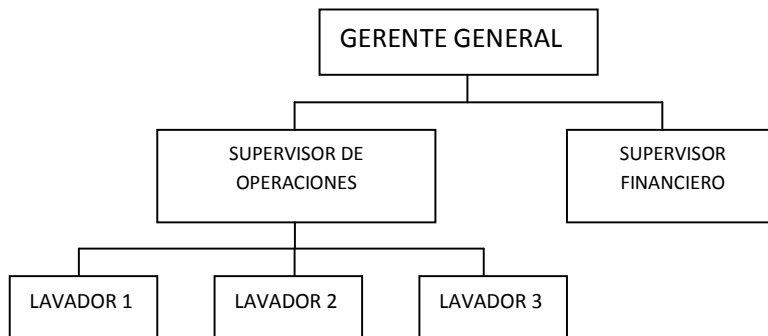 GERENTE GENERAL
SUPERVISOR DE
OPERACIONES
SUPERVISOR
FINANCIERO
LAVADOR 1
LAVADOR 2
LAVADOR 3